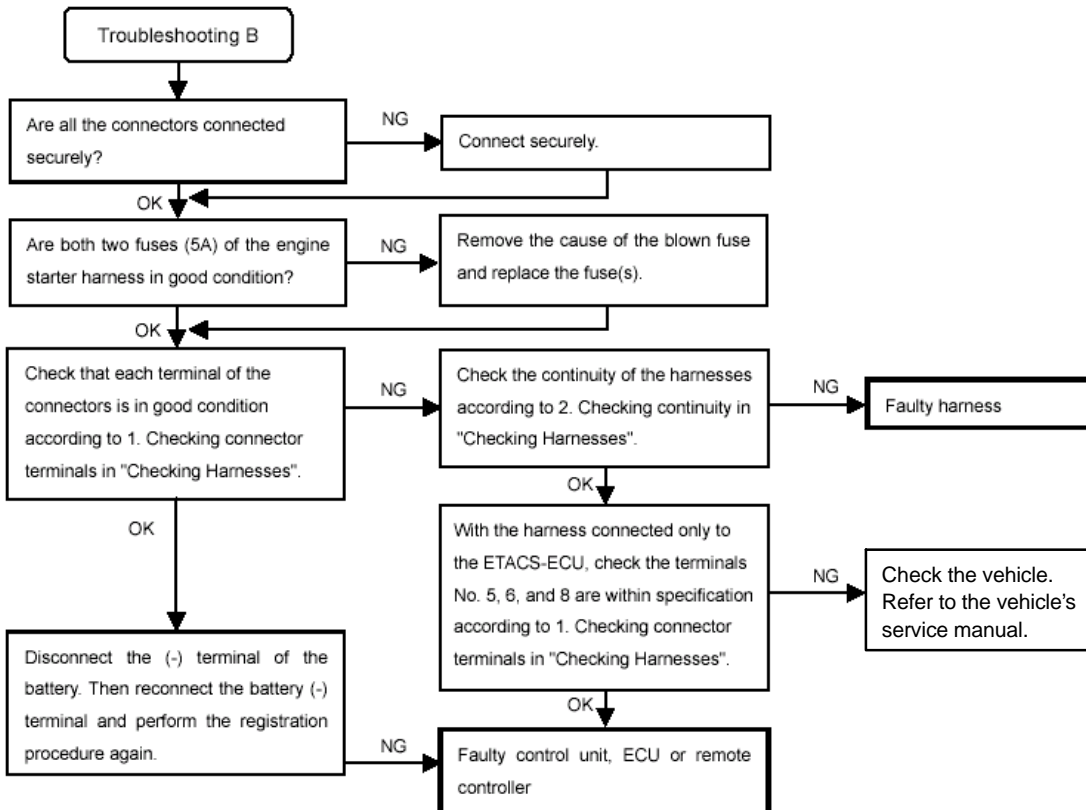 Troubleshooting B
Are all the connectors connected
securely?
NG
Connect securely.
OK
Are both two fuses (5A) of the engine
starter harness in good condition?
NG
Remove the cause of the blown fuse
and replace the fuse(s).
OK
Check that each terminal of the
connectors is in good condition
according to 1. Checking connector
terminals in "Checking Harnesses".
NG
Check the continuity of the harnesses
according to 2. Checking continuity in
"Checking Harnesses".
NG
Faulty harness
OK
OK
With the harness connected only to
the ETACS-ECU, check the terminals
No. 5, 6, and 8 are within specification
according to 1. Checking connector
terminals in "Checking Harnesses".
NG
Check the vehicle.
Refer to the vehicle’s
service manual.
Disconnect the (-) terminal of the
battery. Then reconnect the battery (-)
terminal and perform the registration
procedure again.
NG
OK
Faulty control unit, ECU or remote
controller